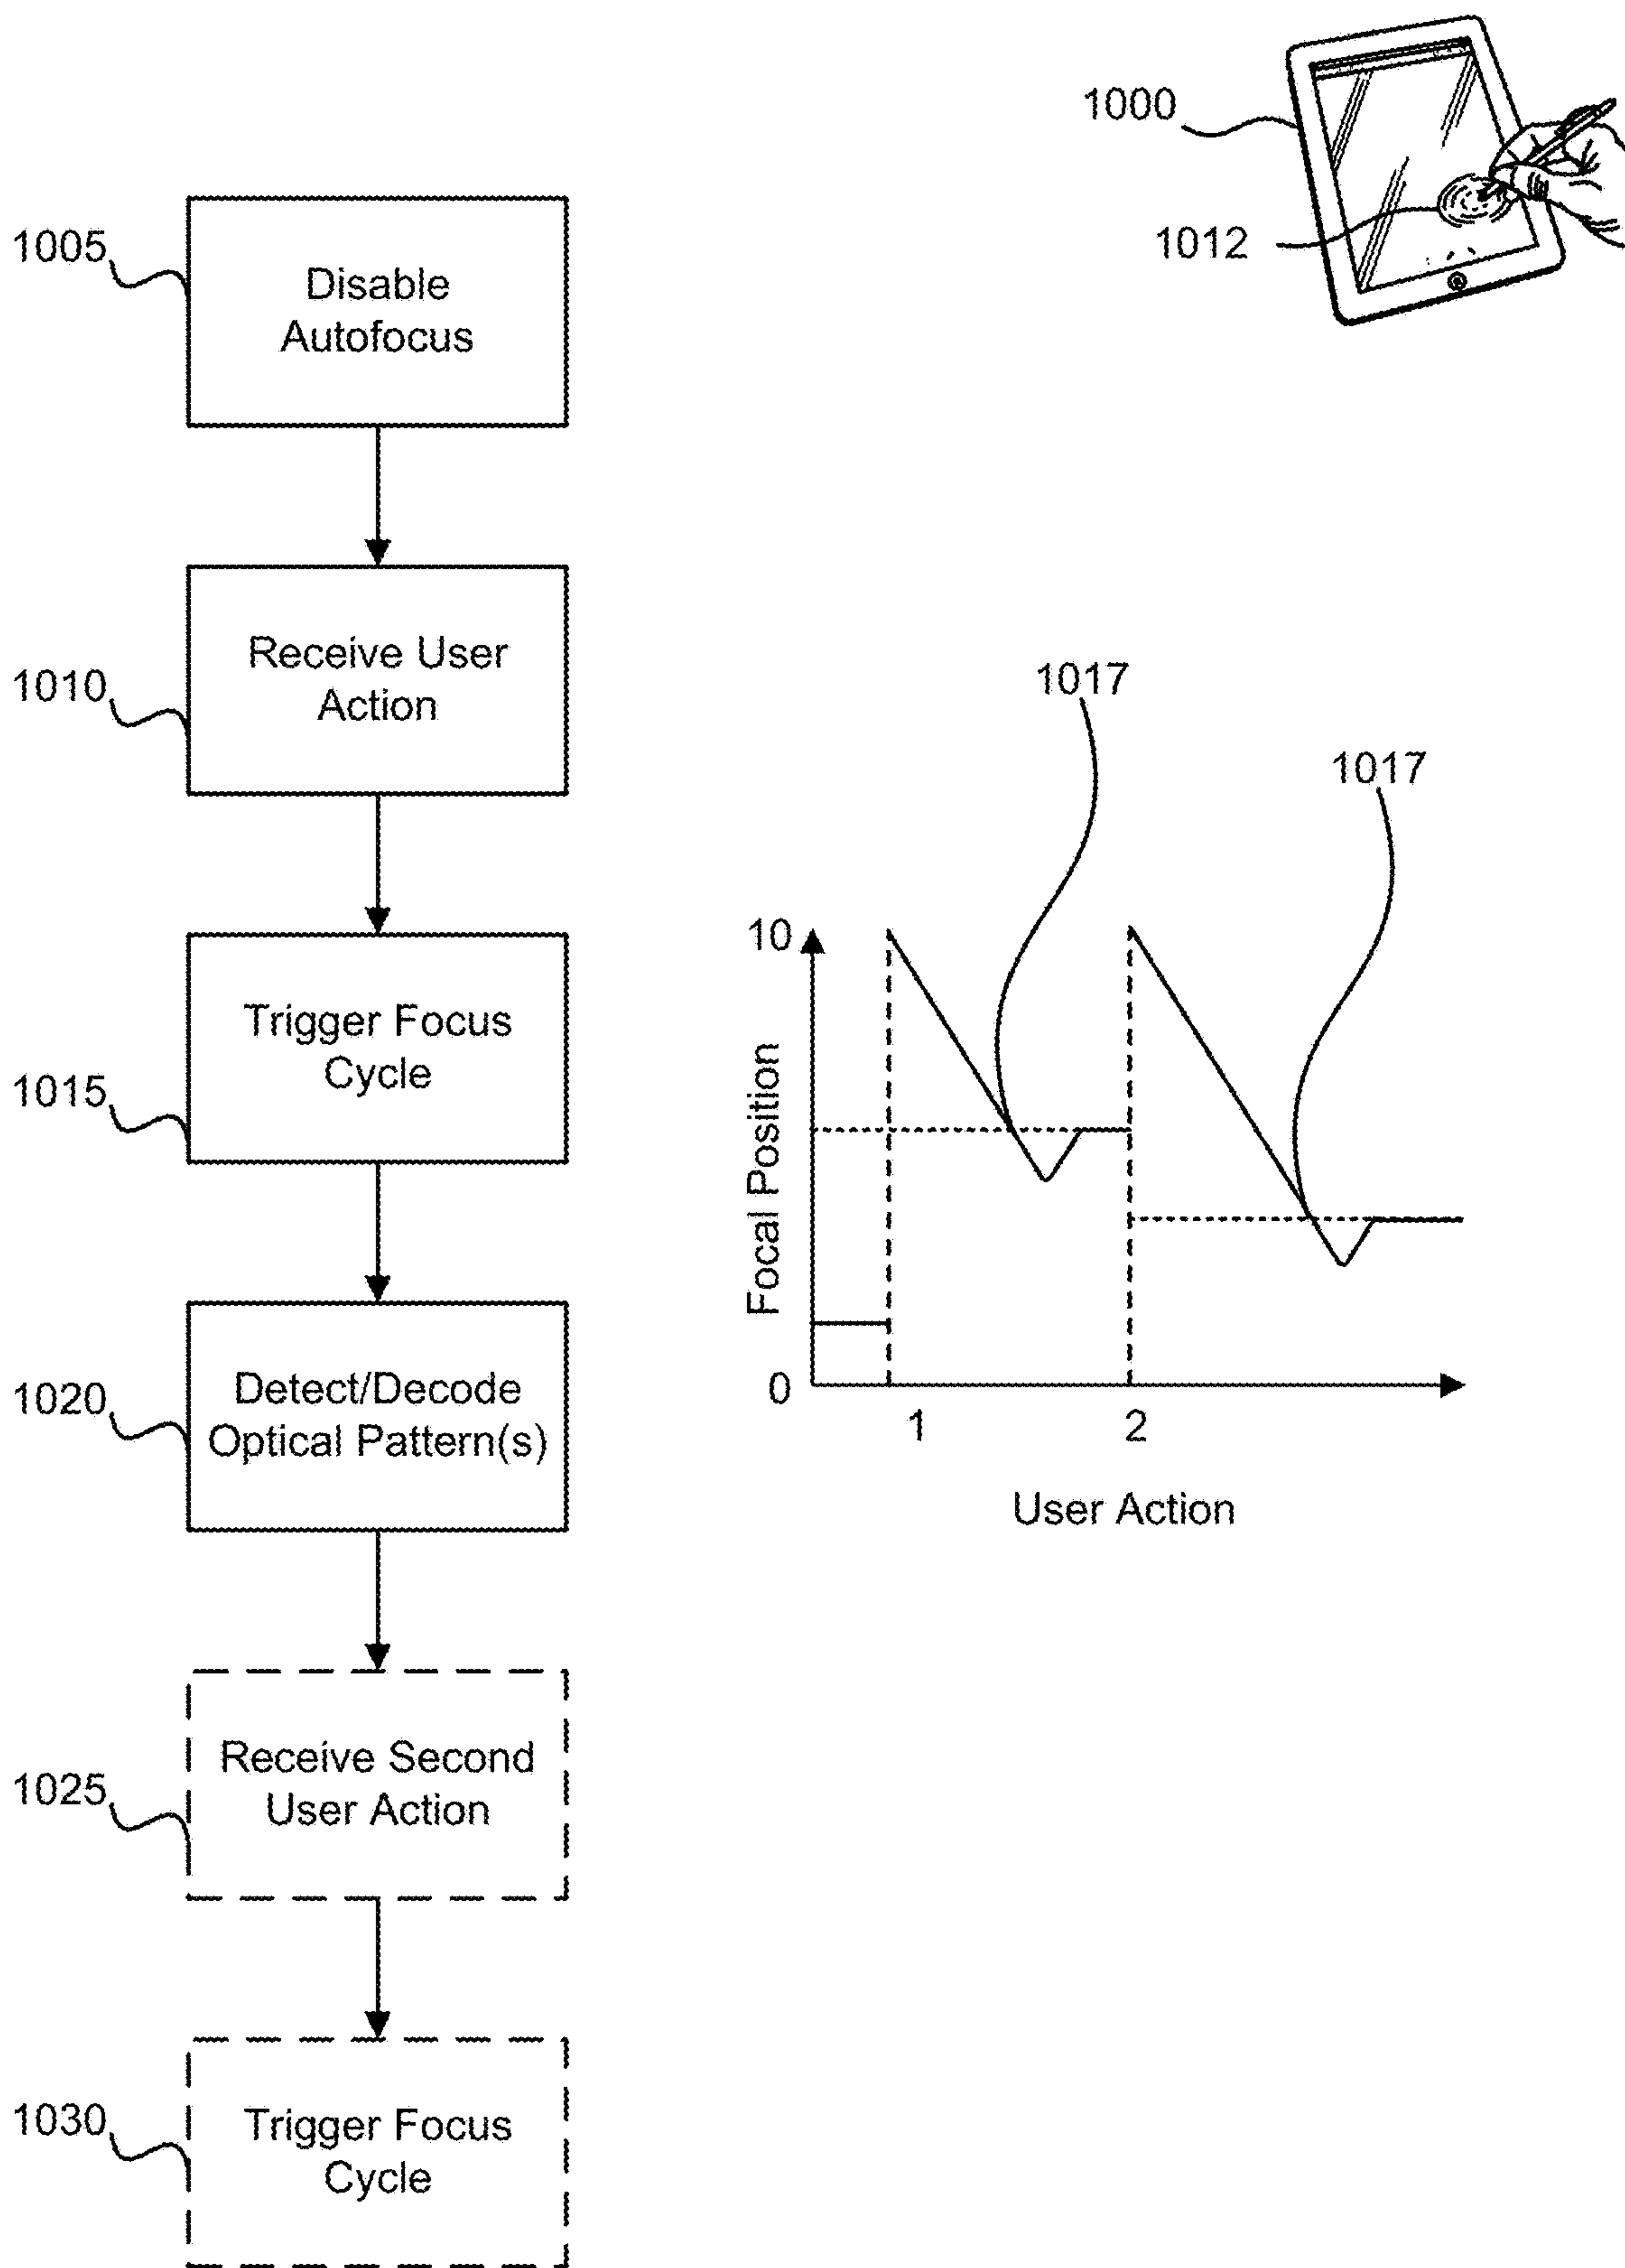 1000
1012
1005
Disable
Autofocus
1010
Receive User
Action
1015
Trigger Focus
Cycle
1020
Detect/Decode
Optical Pattern(s)
1025
Receive Second
User Action
1030
Trigger Focus
Cycle
1017
1017
10
Focal Position
0
1
2
User Action